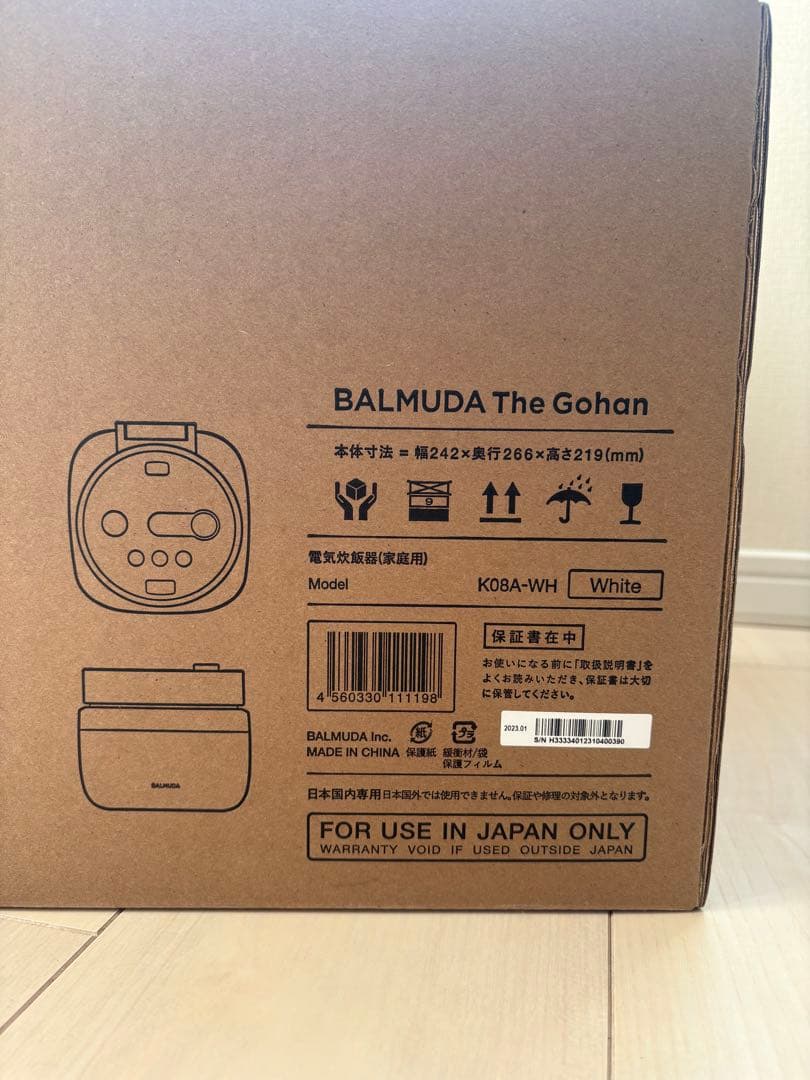 BALMUDA The Gohan
本体寸法 = 幅242×奥行266×高さ219(mm)
9
電気炊飯器(家庭用)
Model K08A-WH White
4 560330 111198
保証書在中
お使いになる前に「取扱説明書」を
よくお読みいただき、保証書は大切
に保管してください。
BALMUDA Inc.
MADE IN CHINA
紙
保護紙
プラ
緩衝材/袋
保護フィルム
2023.01
S/N H33334012310400390
日本国内専用 日本国外では使用できません。保証や修理の対象外となります。
FOR USE IN JAPAN ONLY
WARRANTY VOID IF USED OUTSIDE JAPAN
BALMUDA